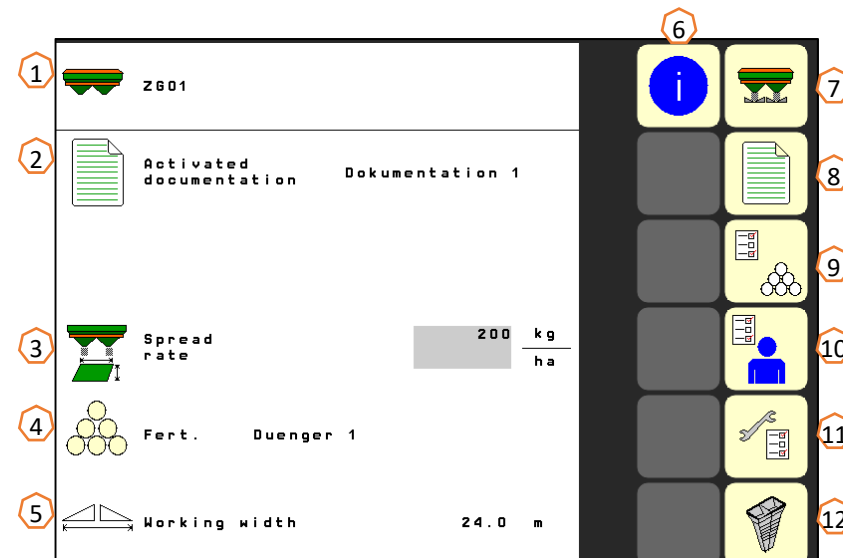 6
1
ZG01
i
7
2
Activated
documentation
Dokumentation 1
8
9
3
Spread
rate
200
kg
ha
10
4
Fert.
Duenger 1
11
5
Working width
24.0 m
12